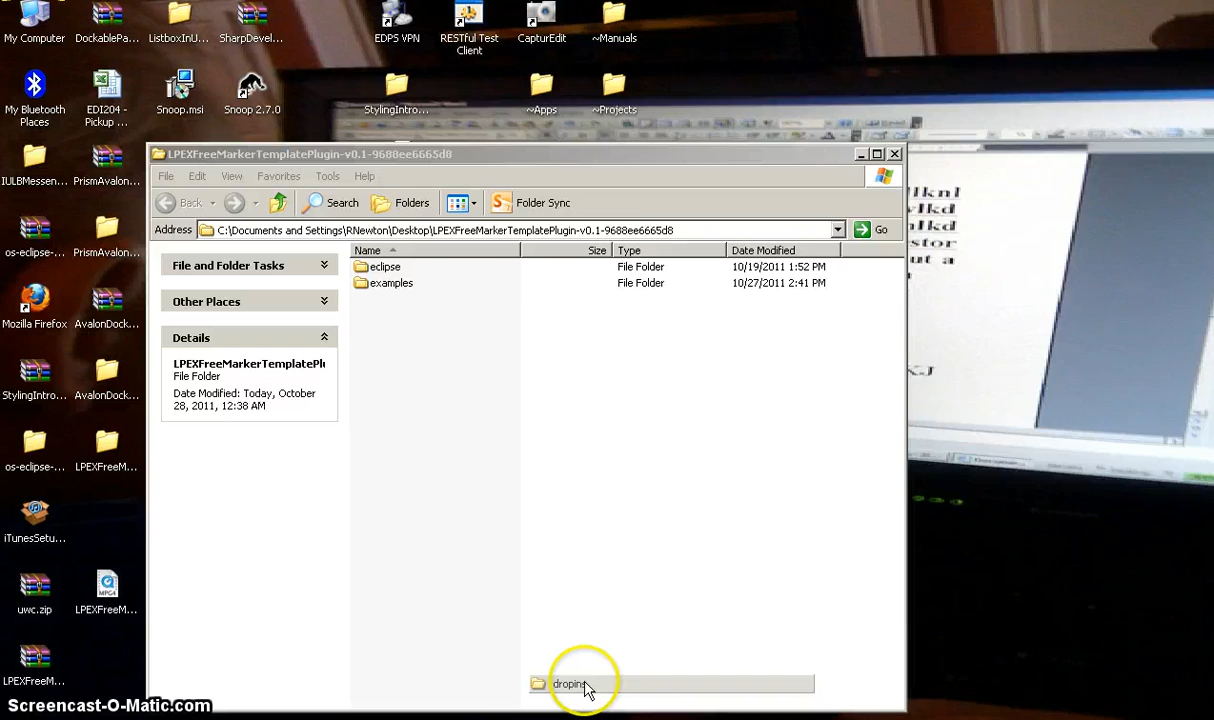 My Computer
DockablePa...
ListboxInU...
SharpDevel...
EDPS VPN
RESTful Test
Client
CapturEdit
~Manuals
My Bluetooth
Places
EDI204 -
Pickup ...
Snoop.msi
Snoop 2.7.0
StylingIntro...
~Apps
~Projects
IULBMessen...
PrismAvalon...
os-eclipse-...
PrismAvalon...
Mozilla Firefox
AvalonDock...
StylingIntro...
AvalonDock...
os-eclipse-...
LPEXFreeM...
iTunesSetu...
uwc.zip
LPEXFreeM...
LPEXFreeM...
LPEXFreeMarkerTemplatePlugin-v0.1-9688ee6665d8
File Edit View Favorites Tools Help
Back Search Folders Folder Sync
Address C:\Documents and Settings\RNewton\Desktop\LPEXFreeMarkerTemplatePlugin-v0.1-9688ee6665d8 Go
Name Size Type Date Modified
eclipse File Folder 10/19/2011 1:52 PM
examples File Folder 10/27/2011 2:41 PM
File and Folder Tasks
Other Places
Details
LPEXFreeMarkerTemplatePlu
File Folder
Date Modified: Today, October
28, 2011, 12:38 AM
dropins
MPG4
Screencast-O-Matic.com